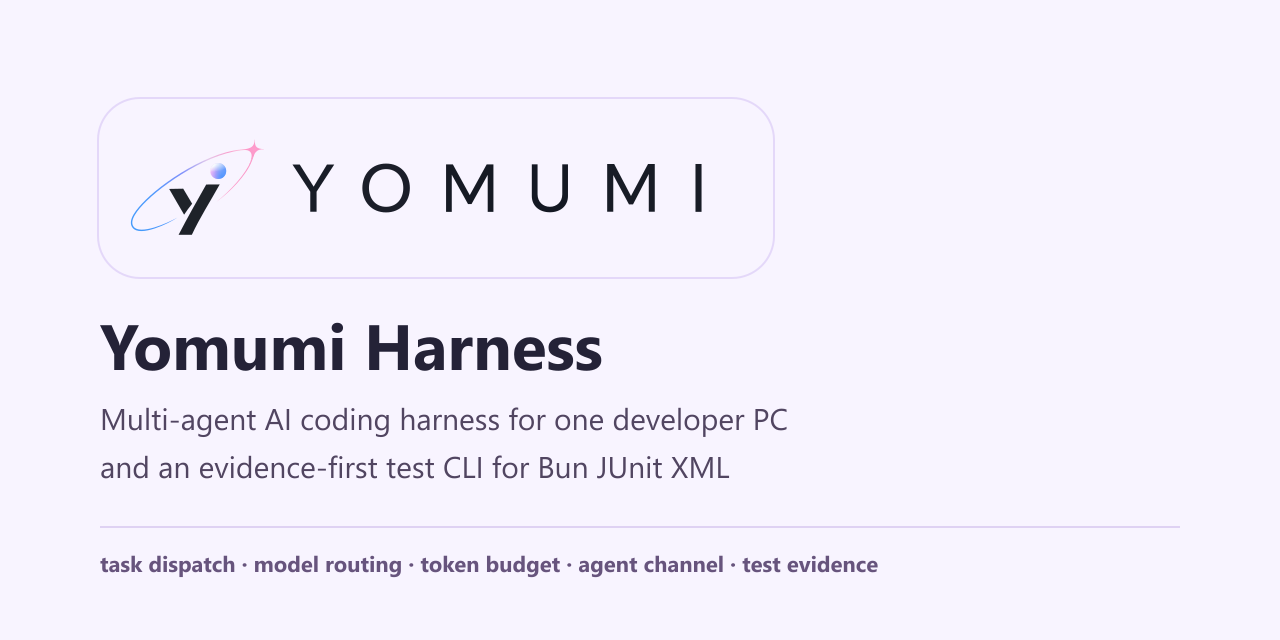 YOMUMI
Yomumi Harness
Multi-agent AI coding harness for one developer PC
and an evidence-first test CLI for Bun JUnit XML
task dispatch · model routing · token budget · agent channel · test evidence